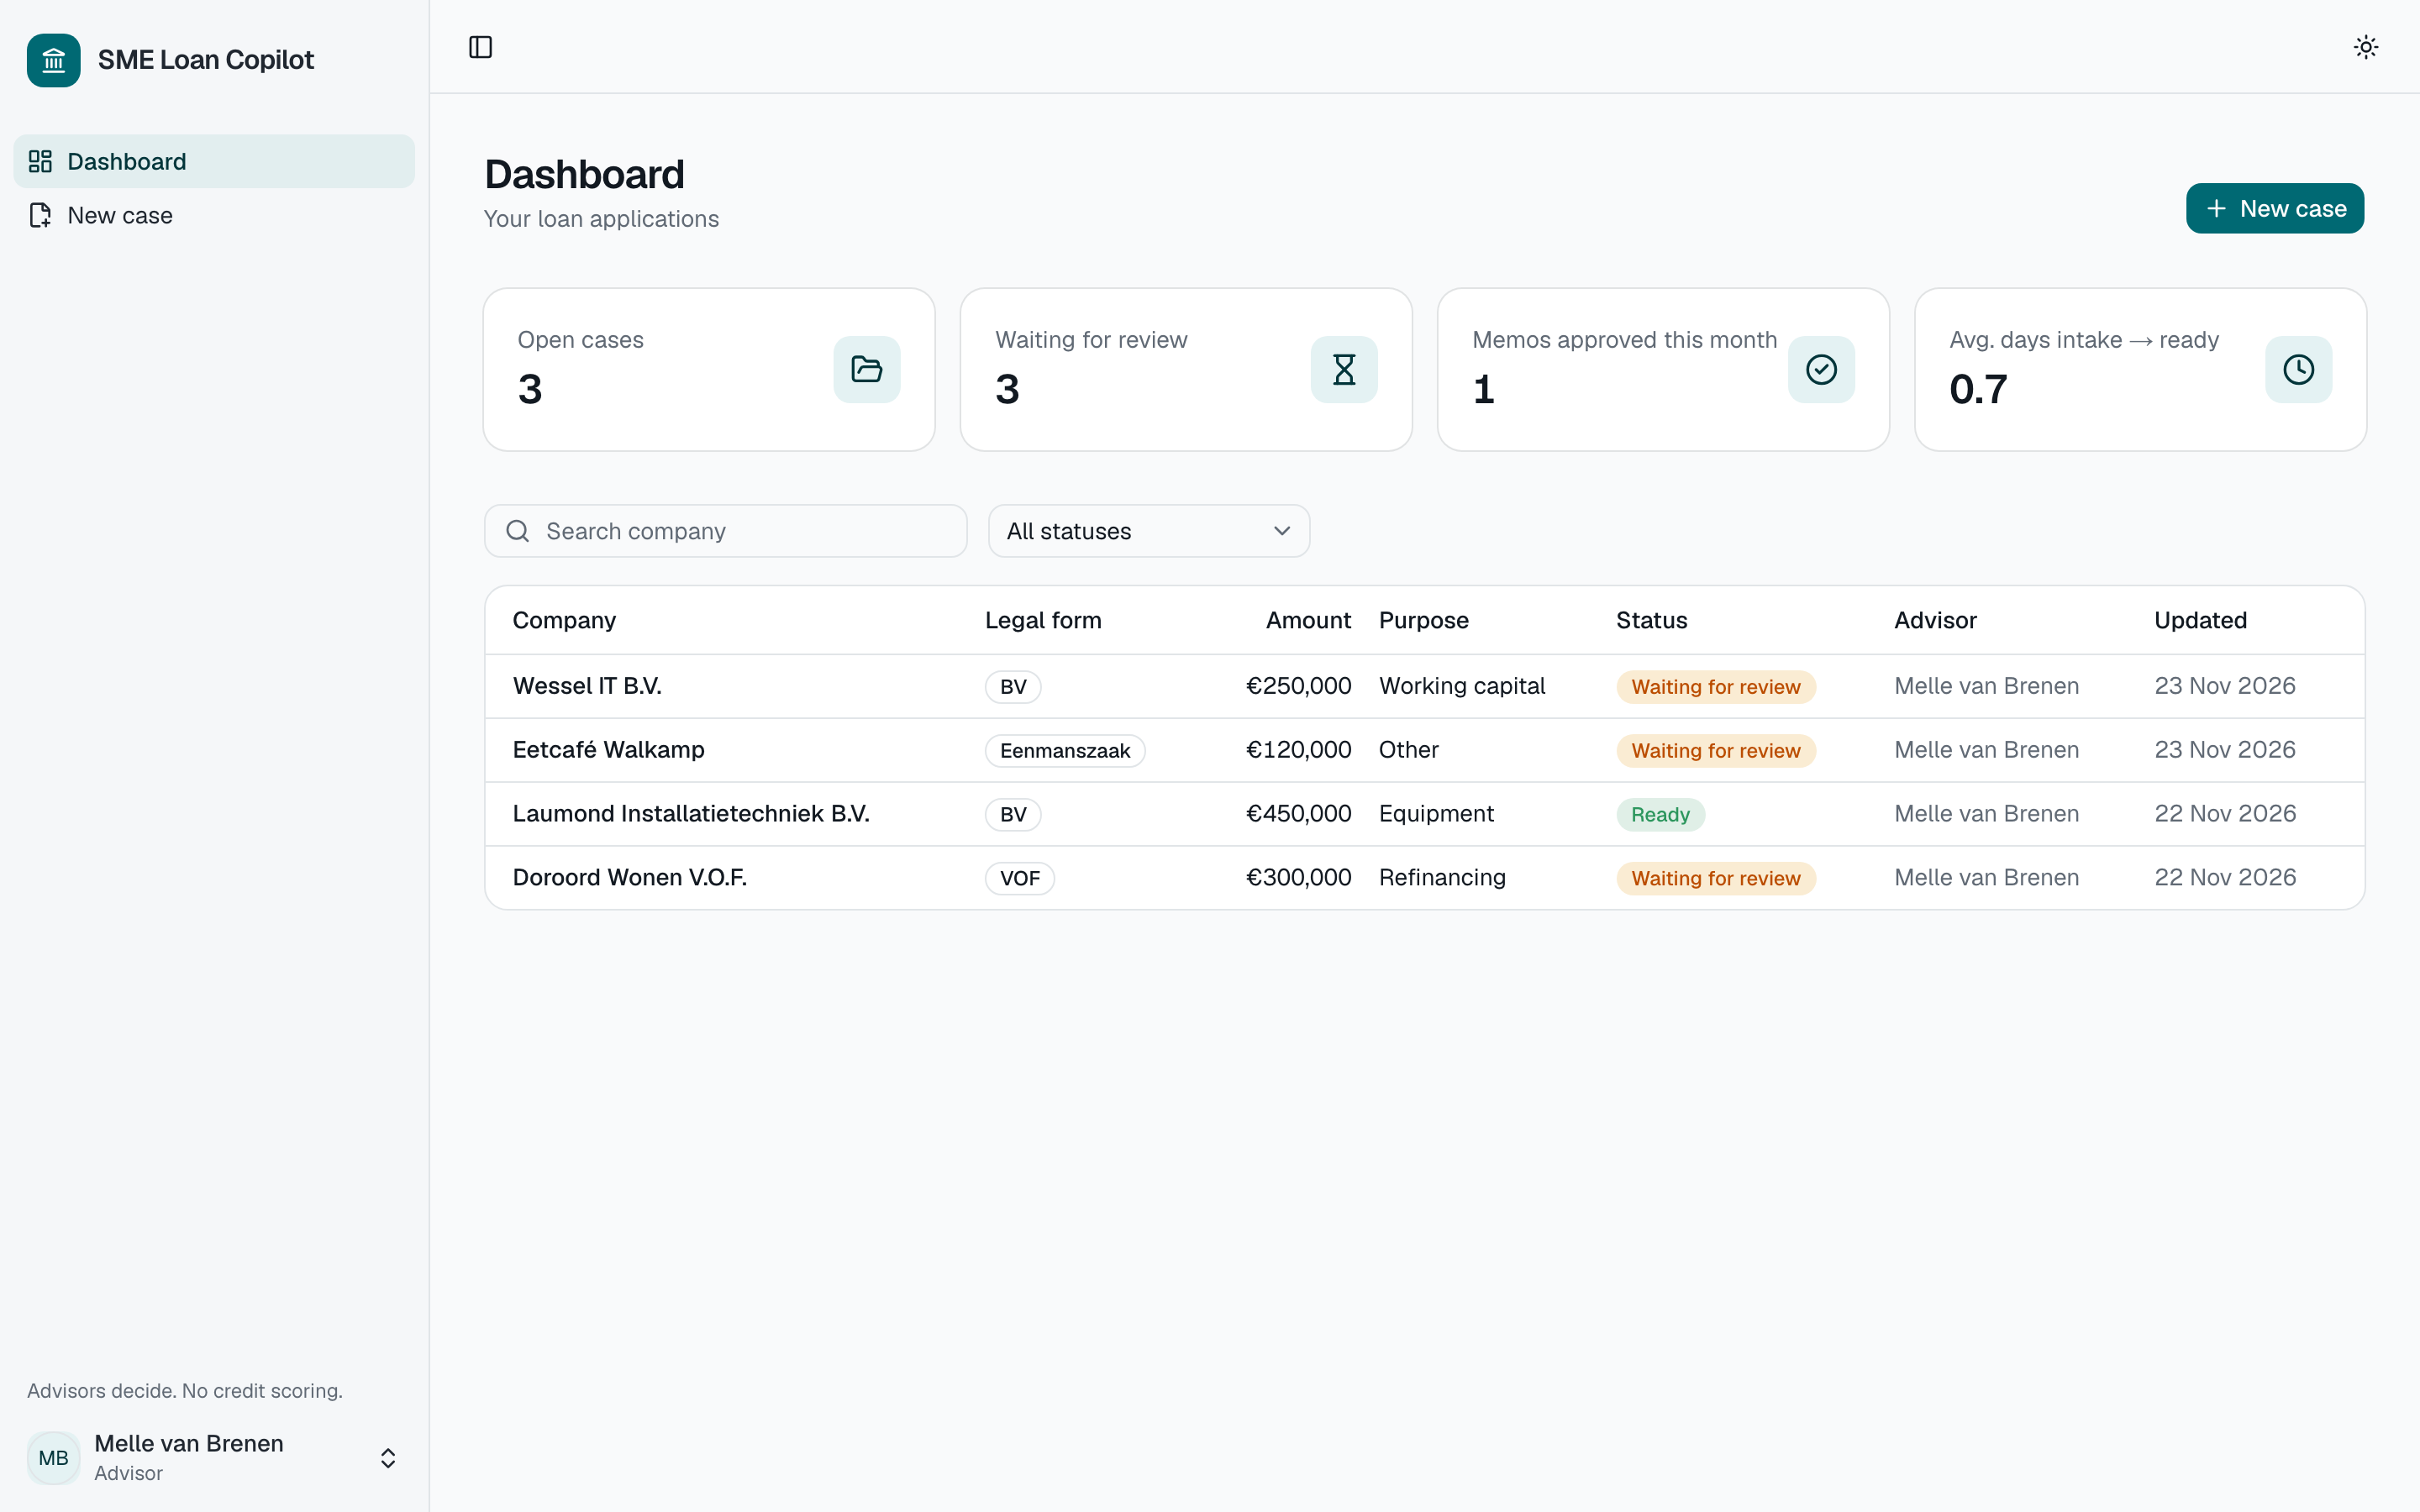 SME Loan Copilot
Dashboard
New case
Dashboard
Your loan applications
New case
Open cases
3
Waiting for review
3
Memos approved this month
1
Avg. days intake → ready
0.7
Search company
All statuses
Company Legal form Amount Purpose Status Advisor Updated
Wessel IT B.V. BV €250,000 Working capital Waiting for review Melle van Brenen 23 Nov 2026
Eetcafé Walkamp Eenmanszaak €120,000 Other Waiting for review Melle van Brenen 23 Nov 2026
Laumond Installatietechniek B.V. BV €450,000 Equipment Ready Melle van Brenen 22 Nov 2026
Doroord Wonen V.O.F. VOF €300,000 Refinancing Waiting for review Melle van Brenen 22 Nov 2026
Advisors decide. No credit scoring.
MB
Melle van Brenen
Advisor